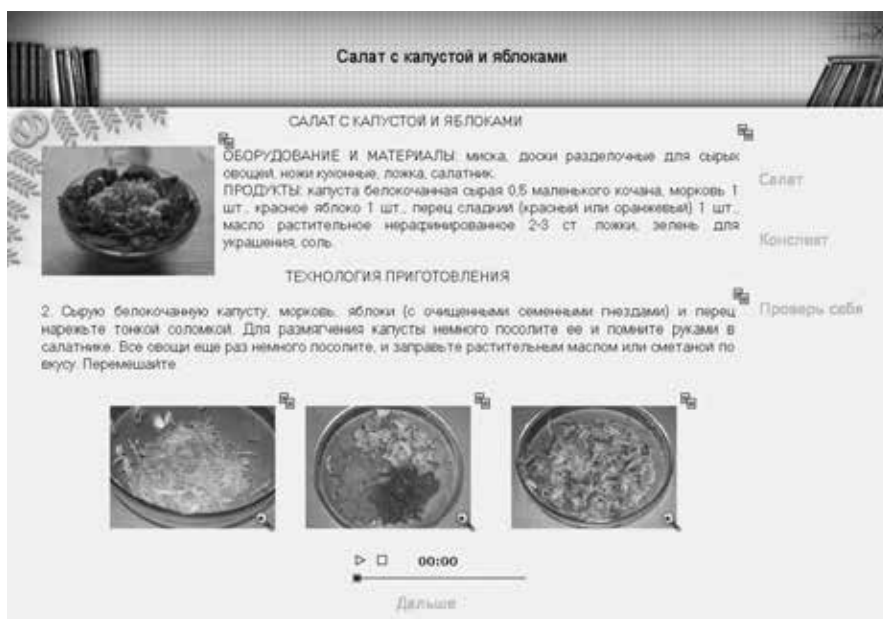 Салат с капустой и яблоками
САЛАТ С КАПУСТОЙ И ЯБЛОКАМИ
ОБОРУДОВАНИЕ И МАТЕРИАЛЫ: миска, доски разделочные для сырых
овощей, ножи кухонные, ложка, салатник.
ПРОДУКТЫ: капуста белокочанная сырая 0,5 маленького кочана, морковь 1
шт., красное яблоко 1 шт., перец сладкий (красный или оранжевый) 1 шт.,
масло растительное нерафинированное 2-3 ст. ложки, зелень для
украшения, соль.
ТЕХНОЛОГИЯ ПРИГОТОВЛЕНИЯ
2. Сырую белокочанную капусту, морковь, яблоки (с очищенными семенными гнездами) и перец
нарежьте тонкой соломкой. Для размягчения капусты немного посолите ее и помните руками в
салатнике. Все овощи еще раз немного посолите, и заправьте растительным маслом или сметаной по
вкусу. Перемешайте.
Салат
Конспект
Проверь себя
00:00
Дальше